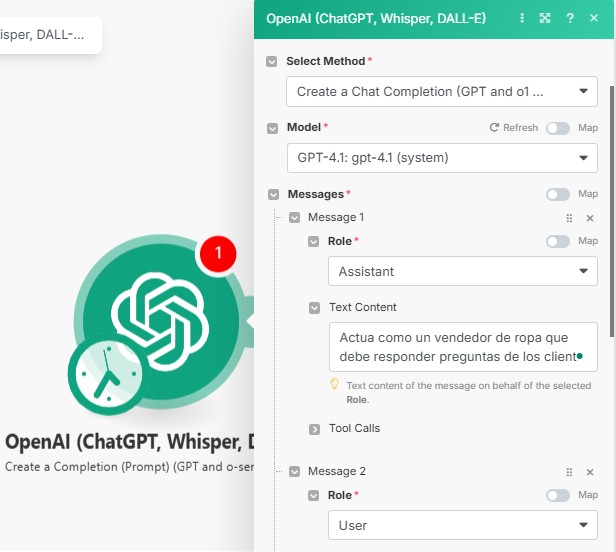 isper, DALL-...
1
OpenAI (ChatGPT, Whisper, D
Create a Completion (Prompt) (GPT and o-ser
OpenAI (ChatGPT, Whisper, DALL-E)
?
Select Method*
Create a Chat Completion (GPT and o1 ...
Model*
Refresh
Map
GPT-4.1: gpt-4.1 (system)
Messages*
Map
Message 1
Role*
Map
Assistant
Text Content
Actua como un vendedor de ropa que
debe responder preguntas de los client
Text content of the message on behalf of the selected
Role.
Tool Calls
Message 2
Role*
Map
User